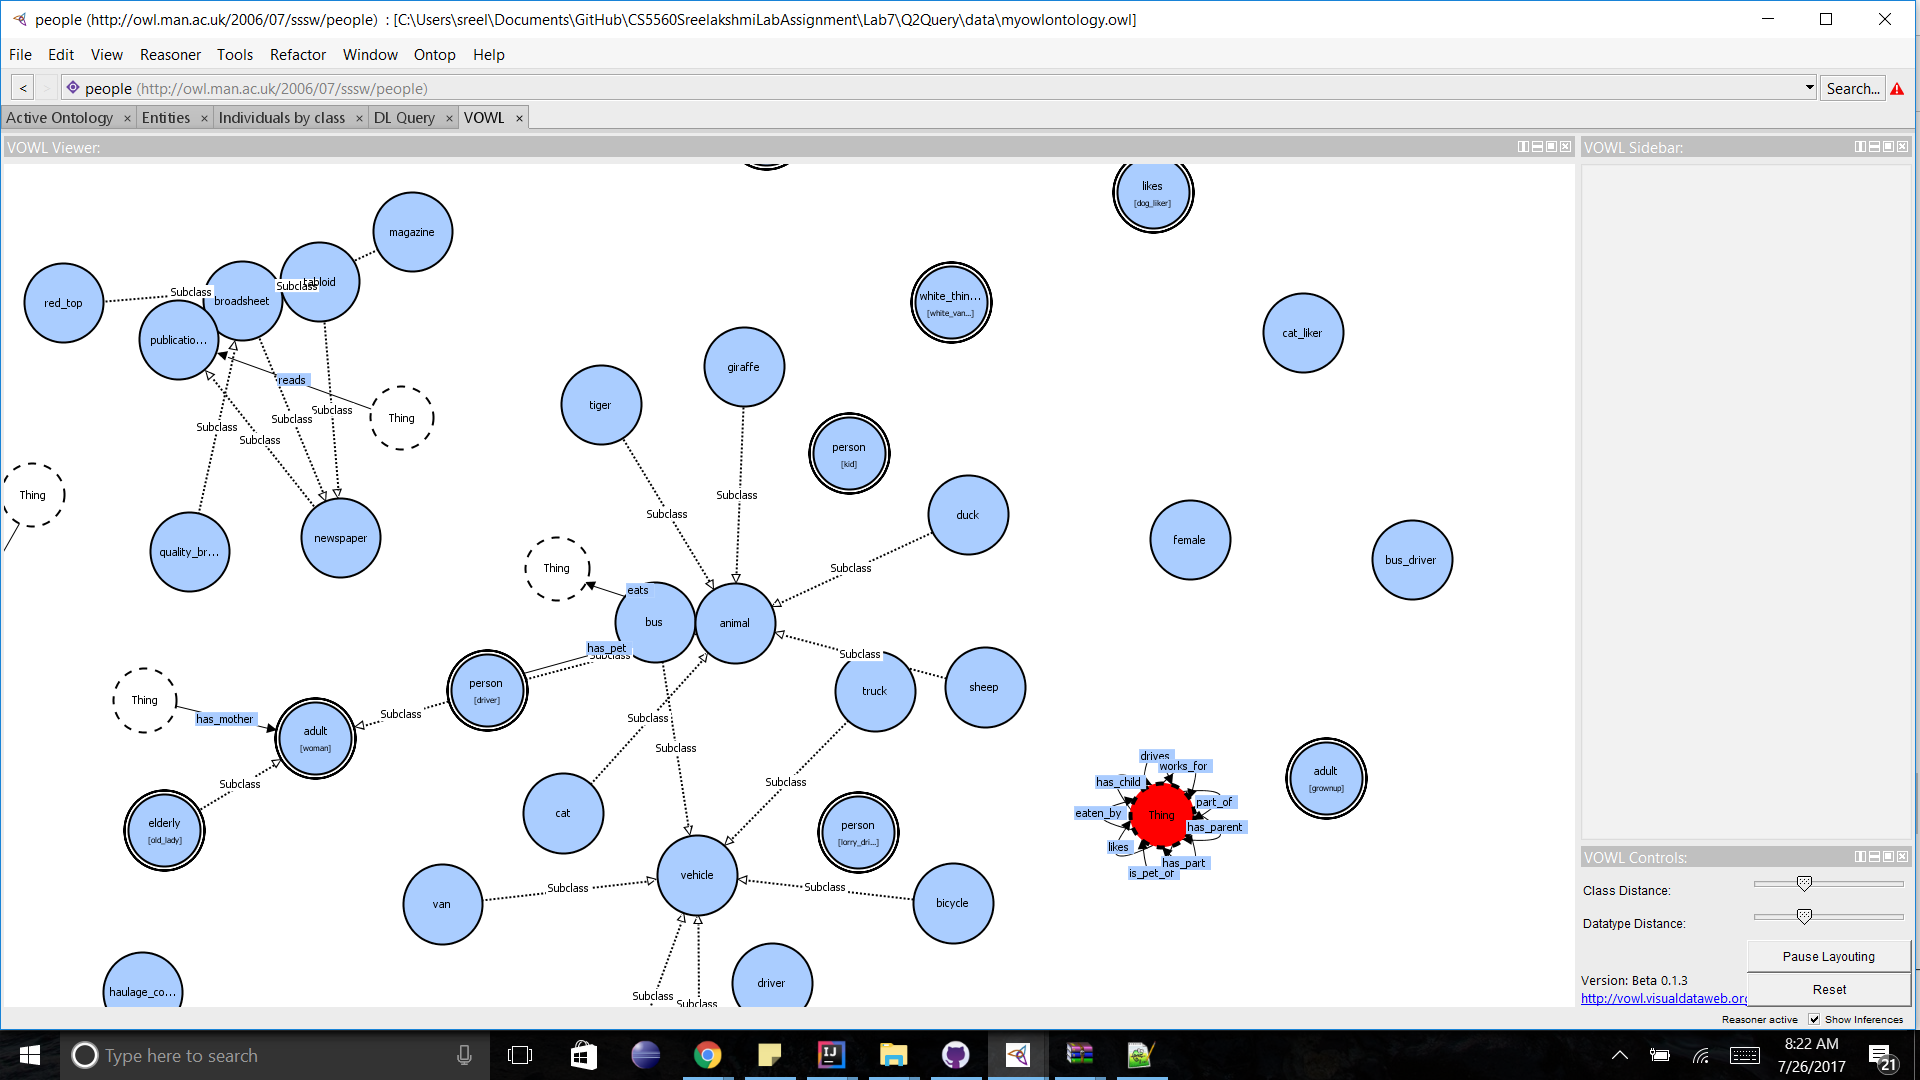 people (http://owl.man.ac.uk/2006/07/sssw/people) : [C:\Users\sreel\Documents\GitHub\CS5560SreelakshmiLabAssignment\Lab7\Q2Query\data\myowlontology.owl]
File Edit View Reasoner Tools Refactor Window Ontop Help
< > people (http://owl.man.ac.uk/2006/07/sssw/people) Search...
Active Ontology × Entities × Individuals by class × DL Query × VOWL ×
VOWL Viewer:
VOWL Sidebar:
likes
[dog_liker]
magazine
tabloid
Subclass
Subclass
broadsheet
red_top
publicatio...
white_thin...
[white_van...]
cat_liker
giraffe
reads
tiger
Subclass
Thing
Subclass
Subclass
Subclass
person
[kid]
Thing
Subclass
Subclass
duck
newspaper
quality_br...
female
bus_driver
Thing
Subclass
eats
bus
animal
has_pet
Subclass
Subclass
person
[driver]
truck
sheep
Thing
has_mother
Subclass
adult
[woman]
Subclass
Subclass
Subclass
Subclass
drives
works_for
has_child
part_of
eaten_by
Thing
has_parent
likes
has_part
is_pet_of
adult
[grownup]
cat
elderly
[old_lady]
person
[lorry_dri...]
vehicle
Subclass
Subclass
van
bicycle
haulage_co...
driver
Subclass
Subclass
VOWL Controls:
Class Distance:
Datatype Distance:
Pause Layouting
Version: Beta 0.1.3
Reset
http://vowl.visualdataweb.org
Reasoner active Show Inferences
Type here to search
8:22 AM
7/26/2017
21